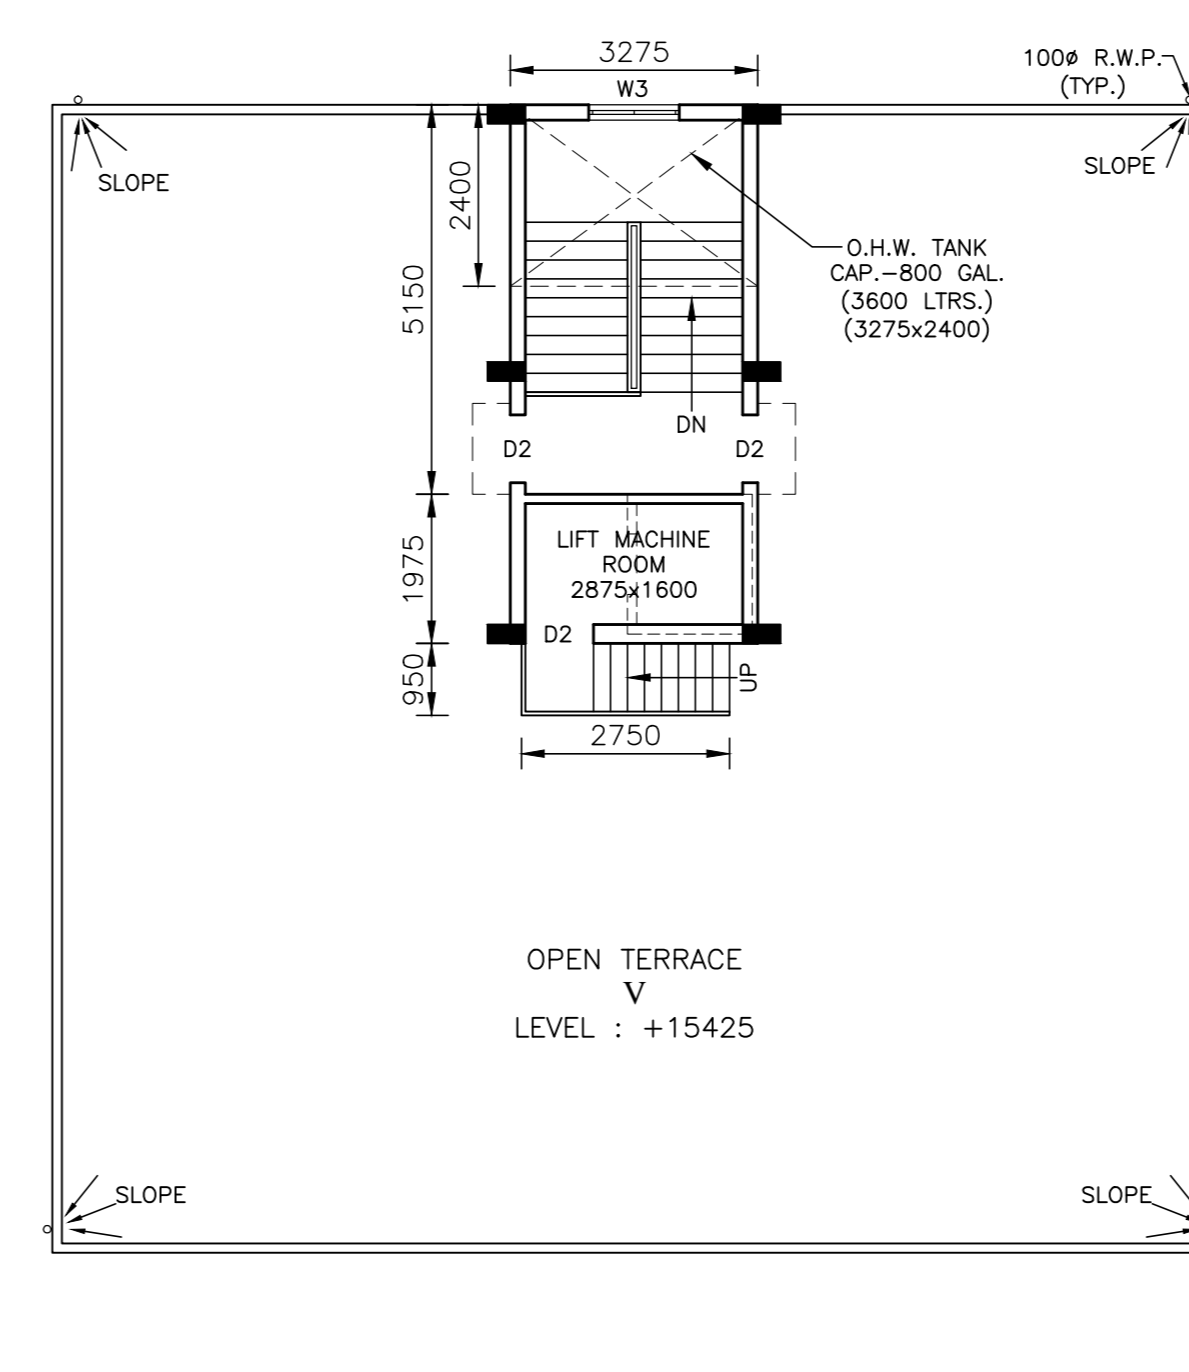 3275
W3
100ø R.W.P.
(TYP.)
SLOPE
SLOPE
2400
O.H.W. TANK
CAP.-800 GAL.
(3600 LTRS.)
(3275x2400)
5150
DN
D2
D2
LIFT MACHINE
ROOM
2875x1600
1975
D2
950
UP
2750
OPEN TERRACE
V
LEVEL : +15425
SLOPE
SLOPE